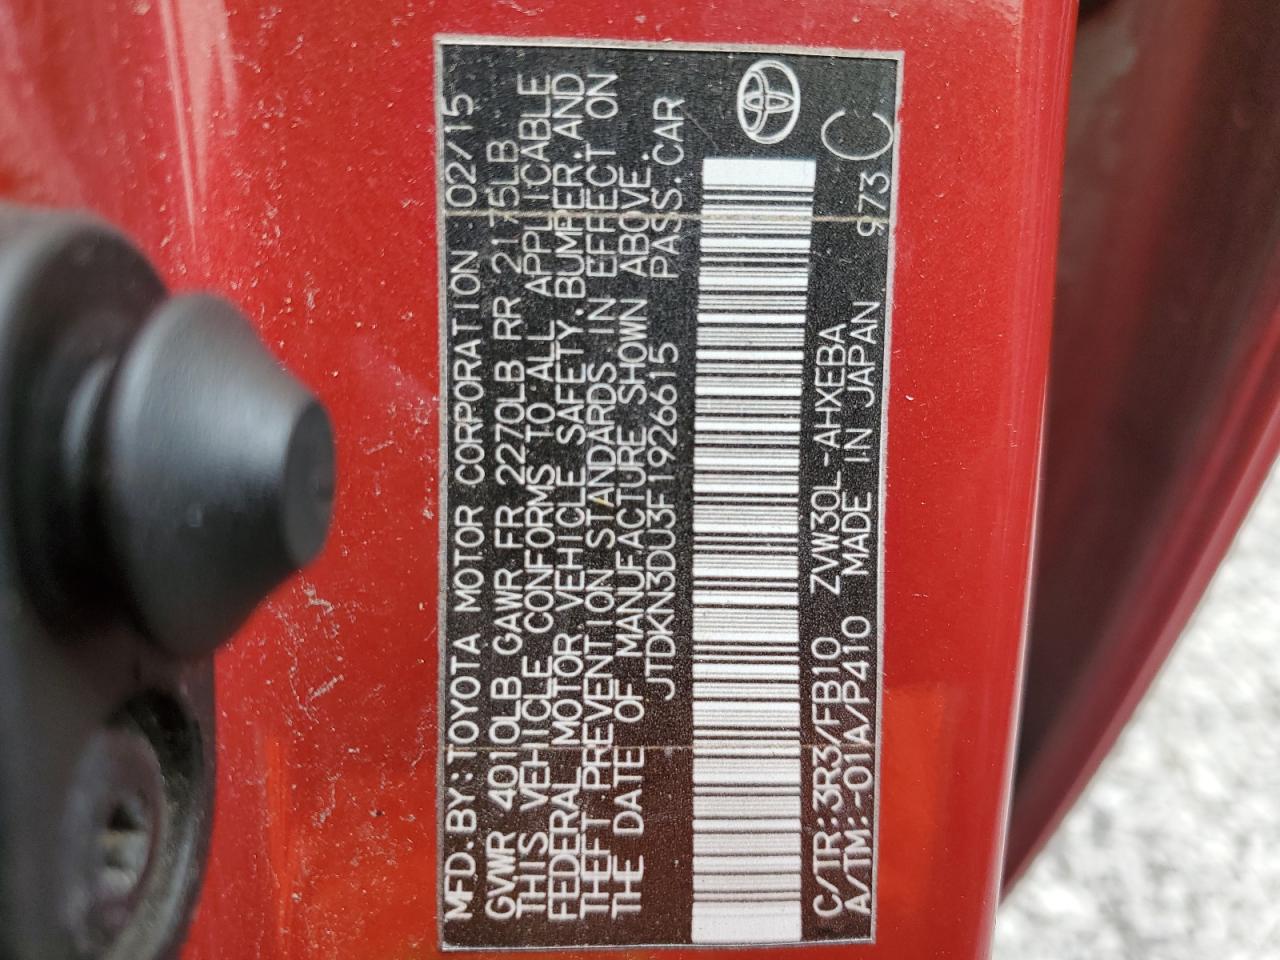 MFD. BY: TOYOTA MOTOR CORPORATION 02/15
GVWR 4010LB GAWR FR 2270LB RR 2175LB
THIS VEHICLE CONFORMS TO ALL APPLICABLE
FEDERAL MOTOR VEHICLE SAFETY, BUMPER, AND
THEFT PREVENTION STANDARDS IN EFFECT ON
THE DATE OF MANUFACTURE SHOWN ABOVE.
JTDKN3DU3F1926615 PASS. CAR
C/TR: 3R3/FB10 ZVW30L-AHXEBA
A/TM: -01A/P410 MADE IN JAPAN 973 C